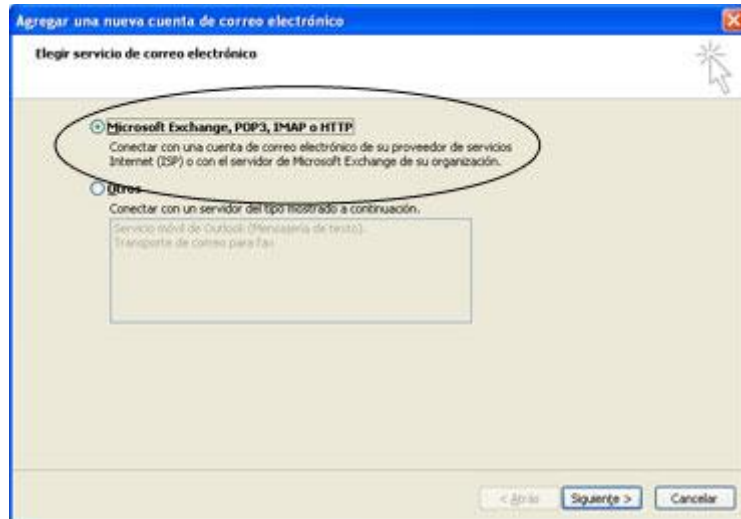 Agregar una nueva cuenta de correo electrónico
Elegir servicio de correo electrónico
Microsoft Exchange, POP3, IMAP o HTTP
Conectar con una cuenta de correo electrónico de su proveedor de servicios
Internet (ISP) o con el servidor de Microsoft Exchange de su organización.
Otros
Conectar con un servidor del tipo mostrado a continuación.
Servicio móvil de Outlook (Mensajería de texto).
Transporte de correo para fax
< Atrás Siguiente > Cancelar